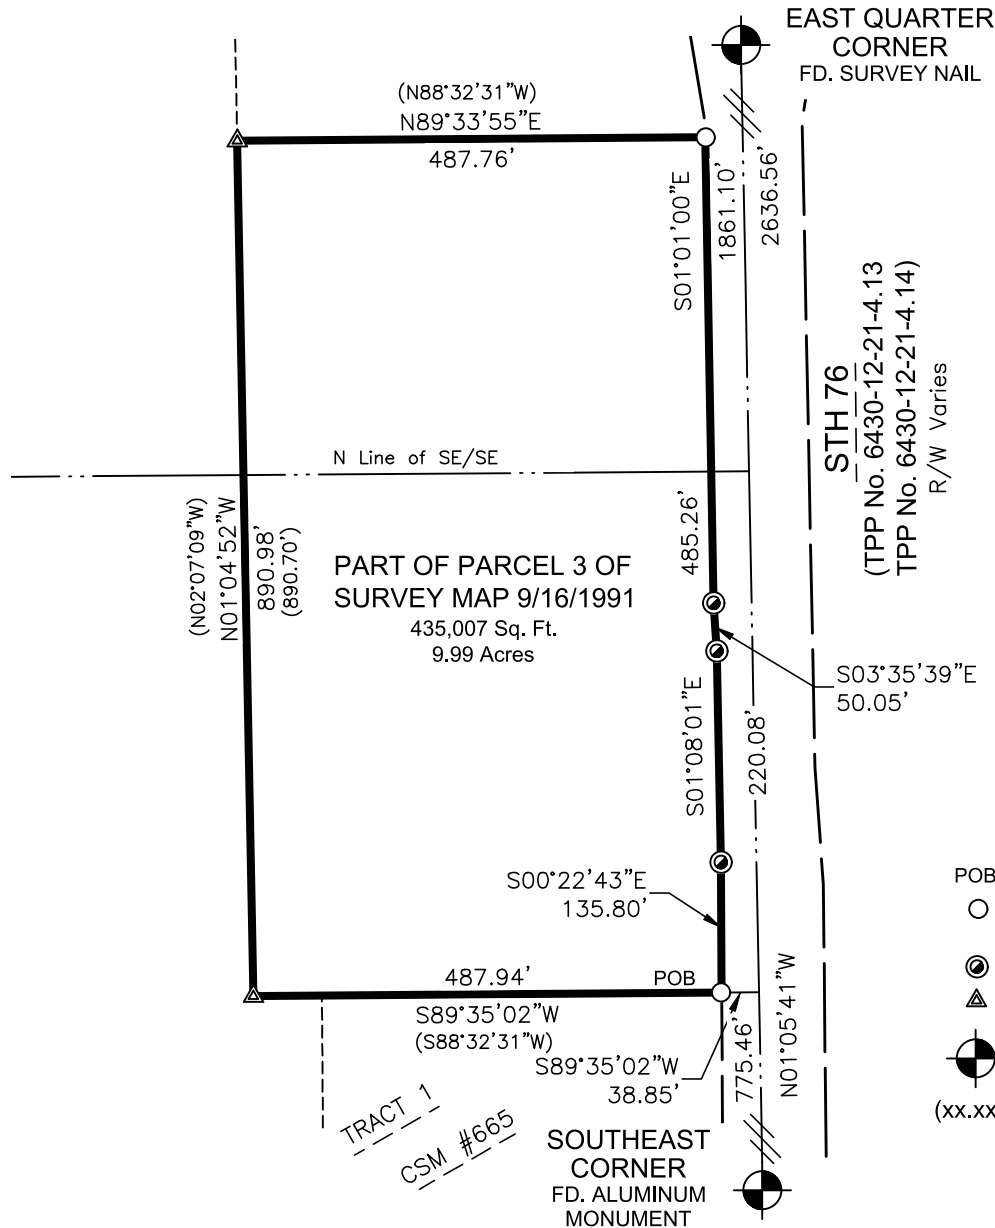 EAST QUARTER
CORNER
FD. SURVEY NAIL
(N88°32'31"W)
N89°33'55"E
487.76'
S01°01'00"E
485.26'
1861.10'
2636.56'
STH 76
(TPP No. 6430-12-21-4.13
TPP No. 6430-12-21-4.14)
R/W Varies
N Line of SE/SE
(N02°07'09"W)
N01°04'52"W
890.98'
(890.70')
PART OF PARCEL 3 OF
SURVEY MAP 9/16/1991
435,007 Sq. Ft.
9.99 Acres
S03°35'39"E
50.05'
S01°08'01"E
220.08'
S00°22'43"E
135.80'
POB
487.94'
POB
S89°35'02"W
(S88°32'31"W)
S89°35'02"W
38.85'
775.46'
N01°05'41"W
(xx.xx
TRACT 1
CSM #665
SOUTHEAST
CORNER
FD. ALUMINUM
MONUMENT